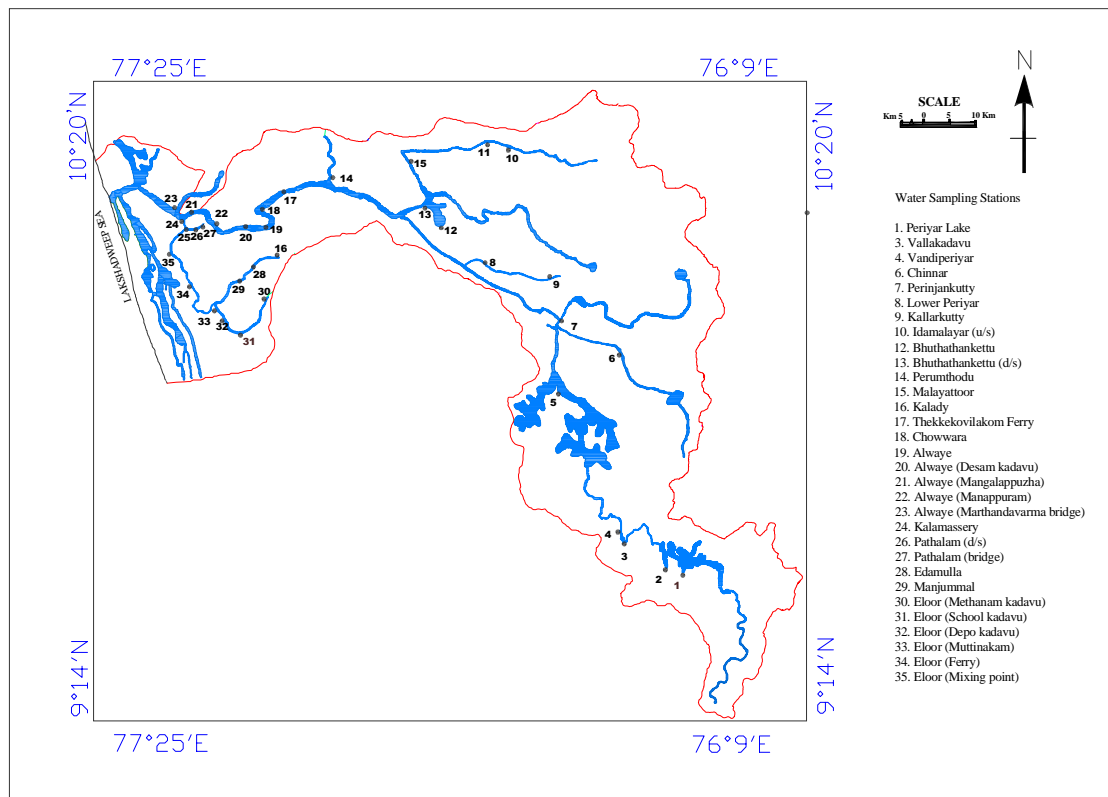 77°25'E 76°9'E
10°20'N
10°20'N
N
SCALE
Km 5 0 5 10 Km
Water Sampling Stations
1. Periyar Lake
3. Vallakadavu
4. Vandiperiyar
6. Chinnar
7. Perinjankutty
8. Lower Periyar
9. Kallarkutty
10. Idamalayar (u/s)
12. Bhuthathankettu
13. Bhuthathankettu (d/s)
14. Perumthodu
15. Malayattoor
16. Kalady
17. Thekkekovilakom Ferry
18. Chowwara
19. Alwaye
20. Alwaye (Desam kadavu)
21. Alwaye (Mangalappuzha)
22. Alwaye (Manappuram)
23. Alwaye (Marthandavarma bridge)
24. Kalamassery
26. Pathalam (d/s)
27. Pathalam (bridge)
28. Edamulla
29. Manjummal
30. Eloor (Methanam kadavu)
31. Eloor (School kadavu)
32. Eloor (Depo kadavu)
33. Eloor (Muttinakam)
34. Eloor (Ferry)
35. Eloor (Mixing point)
LAKSHADWEEP SEA
11
10
15
14
17
23
21
18
13
24
22
25
26
27
20
19
12
16
35
28
8
29
9
34
30
33
32
31
7
6
5
4
3
2
1
9°14'N
9°14'N
77°25'E 76°9'E